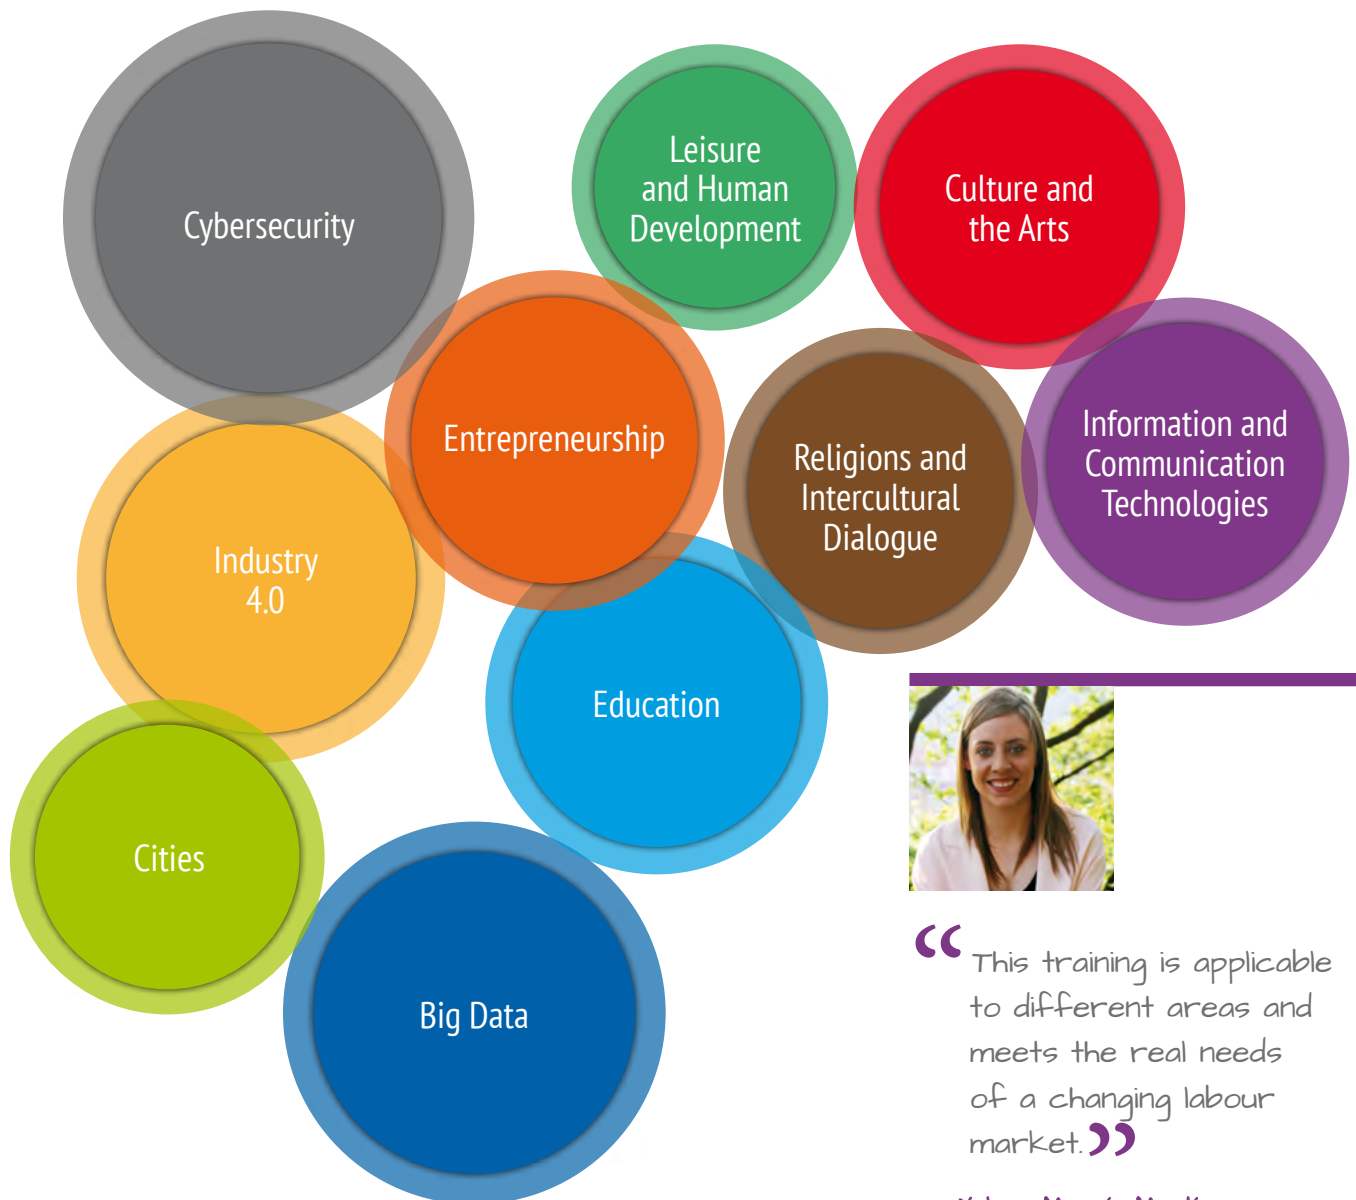 Cybersecurity
Leisure
and Human
Development
Culture and
the Arts
Entrepreneurship
Religions and
Intercultural
Dialogue
Information and
Communication
Technologies
Industry
4.0
Education
Cities
Big Data
“This training is applicable
to different areas and
meets the real needs
of a changing labour
market.”